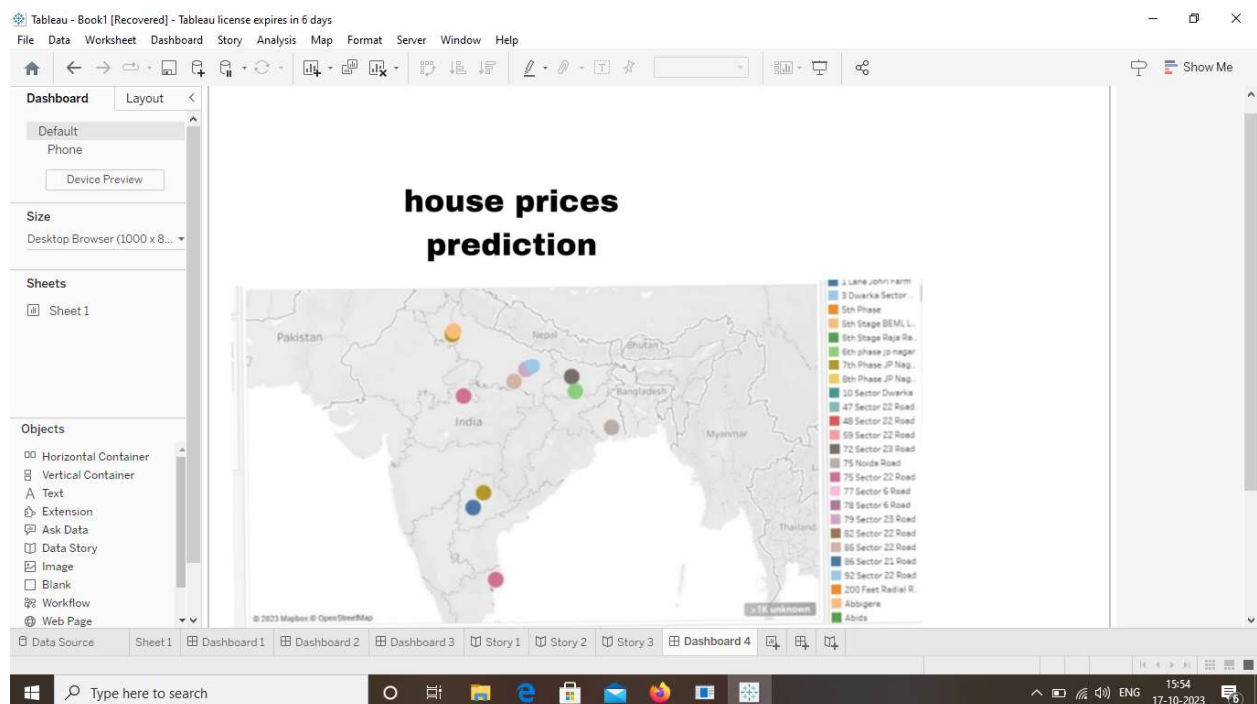 Tableau - Book1 [Recovered] - Tableau license expires in 6 days
File Data Worksheet Dashboard Story Analysis Map Format Server Window Help
Show Me
Dashboard Layout
Default
Phone
Device Preview
Size
Desktop Browser (1000 x 8...
Sheets
Sheet 1
Objects
Horizontal Container
Vertical Container
Text
Extension
Ask Data
Data Story
Image
Blank
Workflow
Web Page
house prices
prediction
Pakistan
Nepal
Bhutan
Bangladesh
India
Myanmar
Thailand
© 2023 Mapbox © OpenStreetMap
>1K unknown
1 Lane John Farm
3 Dwarka Sector ..
5th Phase
5th Stage BEML L..
5th Stage Raja Ra..
6th phase jp nagar
7th Phase JP Nag..
8th Phase JP Nag..
10 Sector Dwarka
47 Sector 22 Road
48 Sector 22 Road
59 Sector 22 Road
72 Sector 23 Road
75 Noida Road
75 Sector 22 Road
77 Sector 6 Road
78 Sector 6 Road
79 Sector 23 Road
82 Sector 22 Road
85 Sector 22 Road
86 Sector 21 Road
92 Sector 22 Road
200 Feet Radial R..
Abbigere
Abids
Data Source Sheet 1 Dashboard 1 Dashboard 2 Dashboard 3 Story 1 Story 2 Story 3 Dashboard 4
Type here to search
ENG
15:54
17-10-2023
6